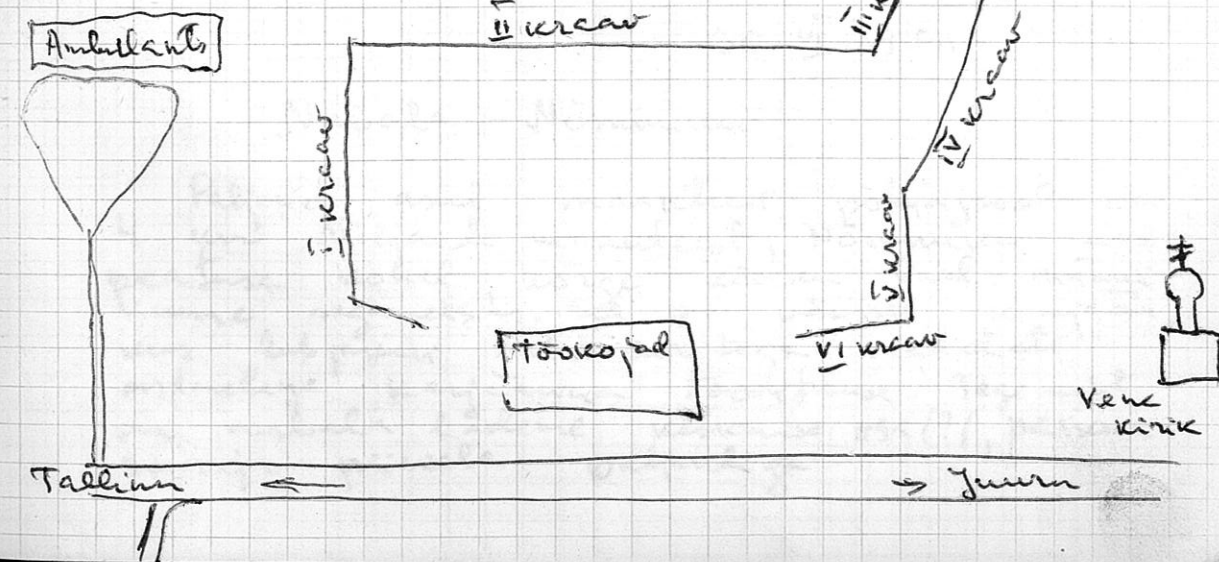 Ambulants
II kraav
III k
I kraav
IV kraav
V kraav
VI kraav
Töökojad
Vene
kirik
Tallinn
Juuru